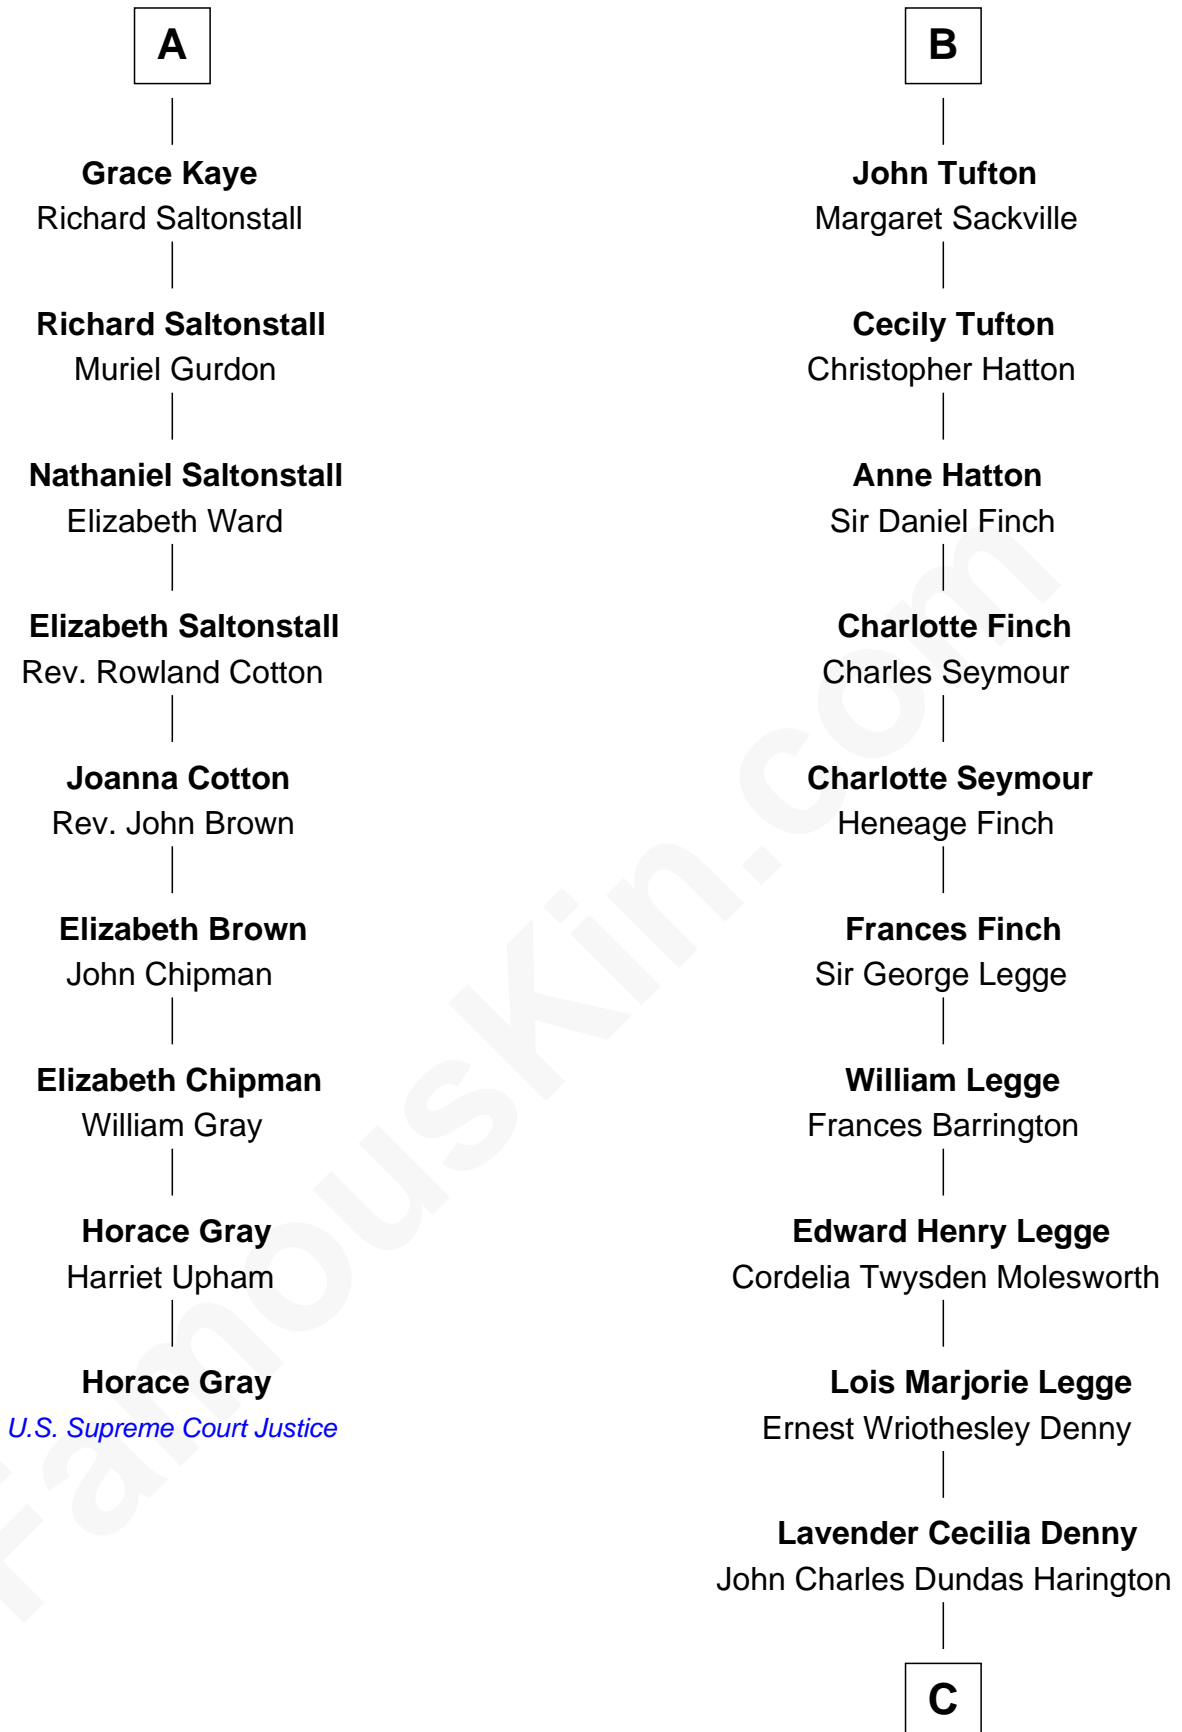 A
Grace Kaye
Richard Saltonstall
Richard Saltonstall
Muriel Gurdon
Nathaniel Saltonstall
Elizabeth Ward
Elizabeth Saltonstall
Rev. Rowland Cotton
Joanna Cotton
Rev. John Brown
Elizabeth Brown
John Chipman
Elizabeth Chipman
William Gray
Horace Gray
Harriet Upham
Horace Gray
U.S. Supreme Court Justice
B
John Tufton
Margaret Sackville
Cecily Tufton
Christopher Hatton
Anne Hatton
Sir Daniel Finch
Charlotte Finch
Charles Seymour
Charlotte Seymour
Heneage Finch
Frances Finch
Sir George Legge
William Legge
Frances Barrington
Edward Henry Legge
Cordelia Twysden Molesworth
Lois Marjorie Legge
Ernest Wriothesley Denny
Lavender Cecilia Denny
John Charles Dundas Harington
C
FamousKin.com